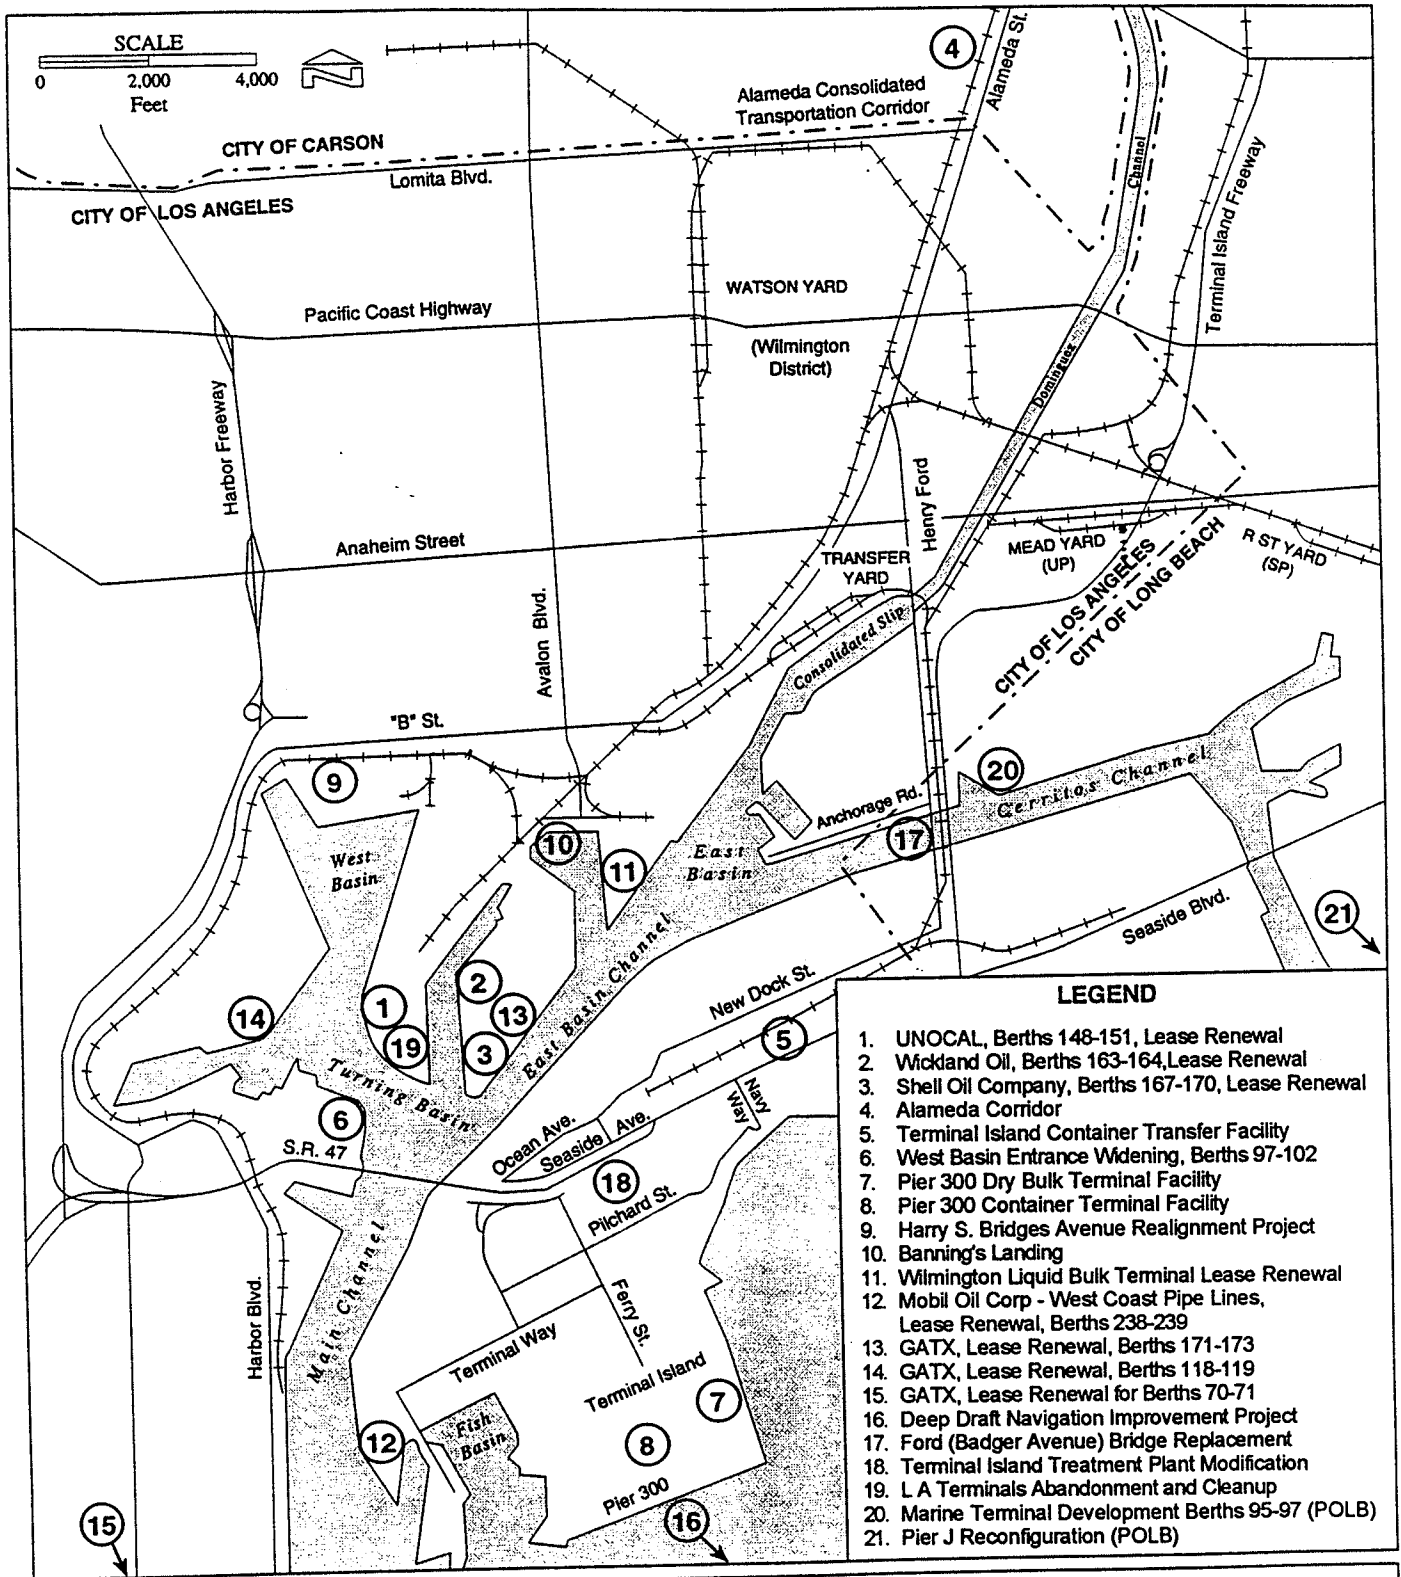 SCALE
0 2,000 4,000
Feet
N
4
Alameda St.
Alameda Consolidated
Transportation Corridor
Channel
Terminal Island Freeway
CITY OF CARSON
Lomita Blvd.
CITY OF LOS ANGELES
WATSON YARD
Pacific Coast Highway
(Wilmington
District)
Dominguez
Harbor Freeway
Henry Ford
Anaheim Street
TRANSFER
YARD
MEAD YARD
(UP)
R ST YARD
(SP)
CITY OF LOS ANGELES
CITY OF LONG BEACH
Avalon Blvd.
Consolidated Slip
"B" St.
9
20
Cerritos Channel
Anchorage Rd.
17
West
Basin
10
11
East
Basin
21
Seaside Blvd.
East Basin Channel
New Dock St.
1
2
13
14
19
3
5
Turning Basin
6
S.R. 47
Ocean Ave.
Seaside Ave.
Navy
Way
18
Pilchard St.
Main Channel
Harbor Blvd.
Ferry St.
Terminal Way
Terminal Island
7
Fish
Basin
12
8
Pier 300
15
16
LEGEND
1. UNOCAL, Berths 148-151, Lease Renewal
2. Wickland Oil, Berths 163-164,Lease Renewal
3. Shell Oil Company, Berths 167-170, Lease Renewal
4. Alameda Corridor
5. Terminal Island Container Transfer Facility
6. West Basin Entrance Widening, Berths 97-102
7. Pier 300 Dry Bulk Terminal Facility
8. Pier 300 Container Terminal Facility
9. Harry S. Bridges Avenue Realignment Project
10. Banning's Landing
11. Wilmington Liquid Bulk Terminal Lease Renewal
12. Mobil Oil Corp - West Coast Pipe Lines,
Lease Renewal, Berths 238-239
13. GATX, Lease Renewal, Berths 171-173
14. GATX, Lease Renewal, Berths 118-119
15. GATX, Lease Renewal for Berths 70-71
16. Deep Draft Navigation Improvement Project
17. Ford (Badger Avenue) Bridge Replacement
18. Terminal Island Treatment Plant Modification
19. L A Terminals Abandonment and Cleanup
20. Marine Terminal Development Berths 95-97 (POLB)
21. Pier J Reconfiguration (POLB)